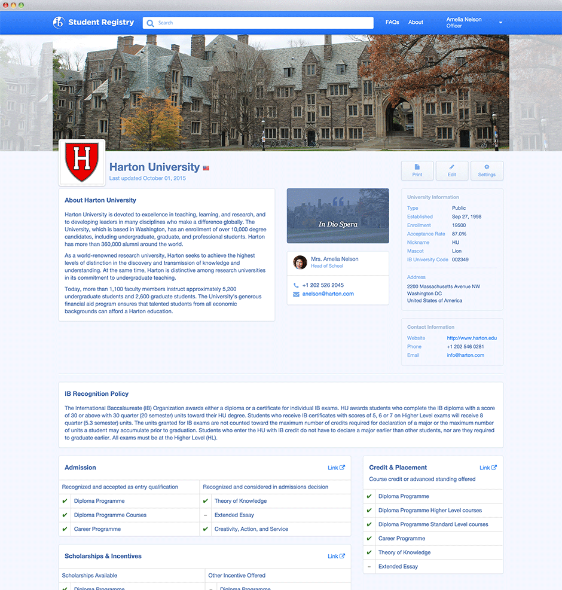 Student Registry
Search
FAQs
About
Amelia Nelson
Officer
H
Harton University
Last updated October 01, 2015
Print
Edit
Settings
About Harton University
Harton University is devoted to excellence in teaching, learning, and research, and
to developing leaders in many disciplines who make a difference globally. The
University, which is based in Washington, has an enrollment of over 10,000 degree
candidates, including undergraduate, graduate, and professional students. Harton
has more than 360,000 alumni around the world.
As a world-renowned research university, Harton seeks to achieve the highest
levels of distinction in the discovery and transmission of knowledge and
understanding. At the same time, Harton is distinctive among research universities
in its commitment to undergraduate teaching.
Today, more than 1,100 faculty members instruct approximately 5,200
undergraduate students and 2,600 graduate students. The University's generous
financial aid program ensures that talented students from all economic
backgrounds can afford a Harton education.
In Dio Spera
Mrs. Amelia Nelson
Head of School
+1 202 526 2945
anelson@harton.com
University Information
Type Public
Established Sep 27, 1959
Enrollment
Acceptance Rate 87.0%
Nickname HU
Mascot Lion
IB University Code 002349
Address
2200 Massachusetts Avenue NW
Washington DC
United States of America
Contact Information
Website http://www.harton.edu
Phone +1 202 546 0281
Email info@harton.com
IB Recognition Policy
The International Baccalaureate (IB) Organization awards either a diploma or a certificate for individual IB exams. HU awards students who complete the IB diploma with a score
of 30 or above with 30 quarter (20 semester) units toward their HU degree. Students who receive IB certificates with scores of 5, 6 or 7 on Higher Level exams will receive 8
quarter (5.3 semester) units. The units granted for IB exams are not counted toward the maximum number of credits required for declaration of a major or the maximum number
of units a student may accumulate prior to graduation. Students who enter the HU with IB credit do not have to declare a major earlier than other students, nor are they required
to graduate earlier. All exams must be at the Higher Level (HL).
Admission
Link
Recognized and accepted as entry qualification
Diploma Programme
Diploma Programme Courses
Career Programme
Recognized and considered in admissions decision
Theory of Knowledge
Extended Essay
Creativity, Action, and Service
Credit & Placement
Link
Course credit or advanced standing offered
Diploma Programme
Diploma Programme Higher Level courses
Diploma Programme Standard Level courses
Career Programme
Theory of Knowledge
Extended Essay
Scholarships & Incentives
Link
Scholarships Available
Other Incentive Offered
Diploma Programme
Diploma Programme